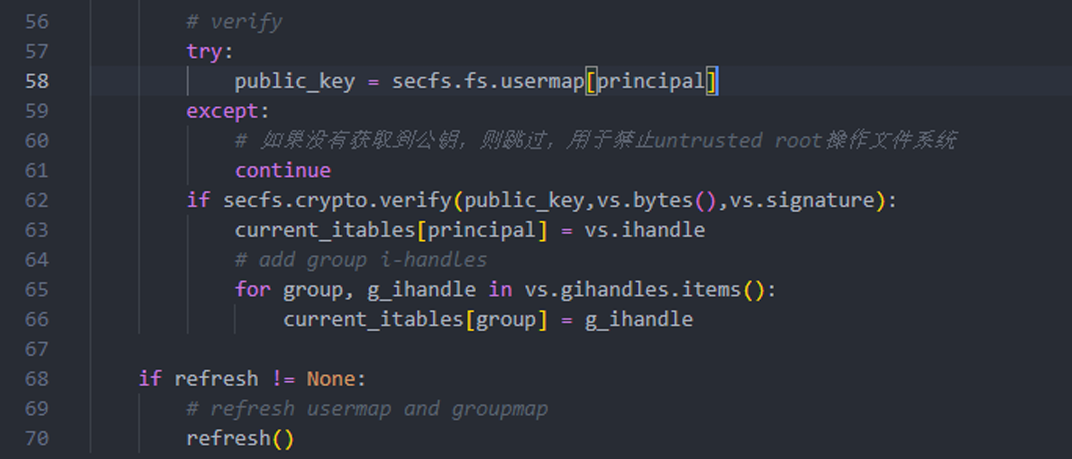 56 # verify
57 try:
58 public_key = secfs.fs.usermap[principal]
59 except:
60 # 如果没有获取到公钥，则跳过，用于禁止untrusted root操作文件系统
61 continue
62 if secfs.crypto.verify(public_key,vs.bytes(),vs.signature):
63 current_itables[principal] = vs.ihandle
64 # add group i-handles
65 for group, g_ihandle in vs.gihandles.items():
66 current_itables[group] = g_ihandle
67
68 if refresh != None:
69 # refresh usermap and groupmap
70 refresh()